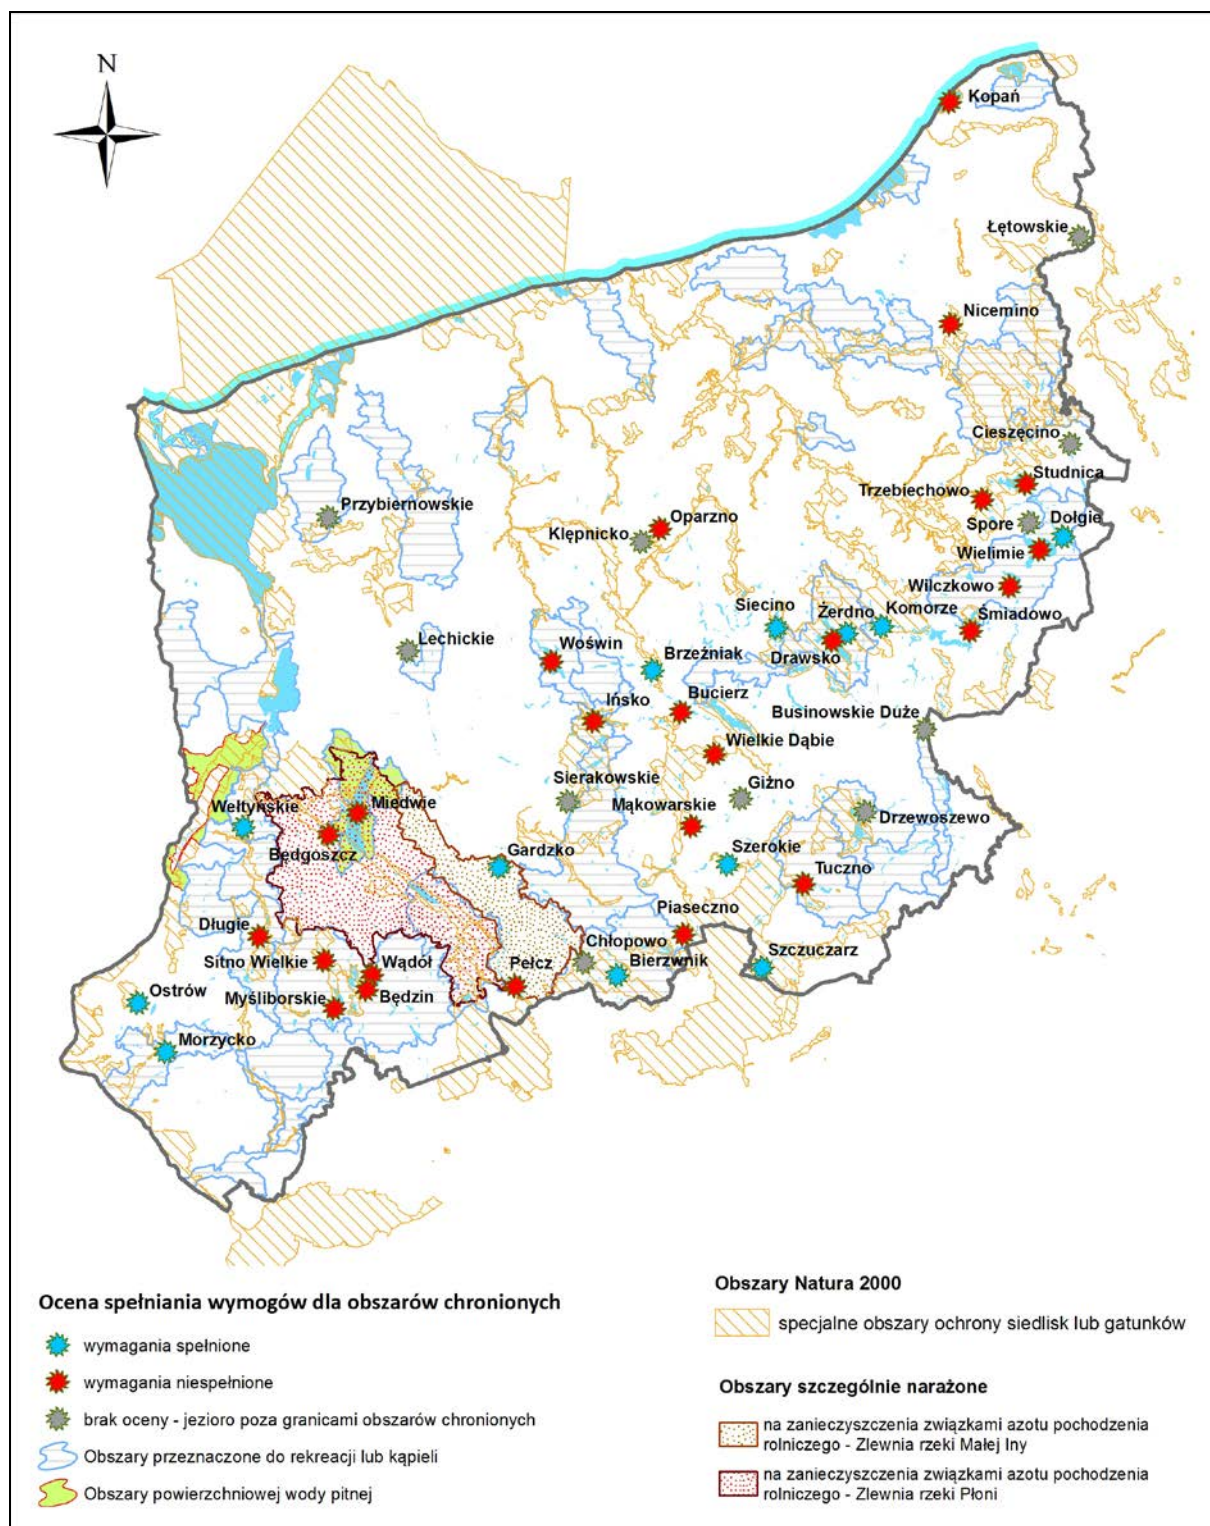 N
Kopań
Łętowskie
Nicemino
Cieszęcino
Studnica
Trzebiechowo
Spore
Dołgie
Wielimie
Przybiernowskie
Oparzno
Klępnicko
Wilczkowo
Siecino
Żerdno
Komorze
Śmiadowo
Lechickie
Woświn
Brzeźniak
Drawsko
Ińsko
Bucierz
Businowskie Duże
Wielkie Dąbie
Sierakowskie
Giżno
Wełtyńskie
Miedwie
Mąkowarskie
Drzewoszewo
Będgoszcz
Gardzko
Szerokie
Tuczno
Długie
Piaseczno
Chłopowo
Szczuczarz
Sitno Wielkie
Wądół
Pełcz
Bierzwnik
Ostrów
Myśliborskie
Będzin
Morzycko
Ocena spełniania wymogów dla obszarów chronionych
wymagania spełnione
wymagania niespełnione
brak oceny - jezioro poza granicami obszarów chronionych
Obszary przeznaczone do rekreacji lub kąpieli
Obszary powierzchniowej wody pitnej
Obszary Natura 2000
specjalne obszary ochrony siedlisk lub gatunków
Obszary szczególnie narażone
na zanieczyszczenia związkami azotu pochodzenia
rolniczego - Zlewnia rzeki Małej Iny
na zanieczyszczenia związkami azotu pochodzenia
rolniczego - Zlewnia rzeki Płoni